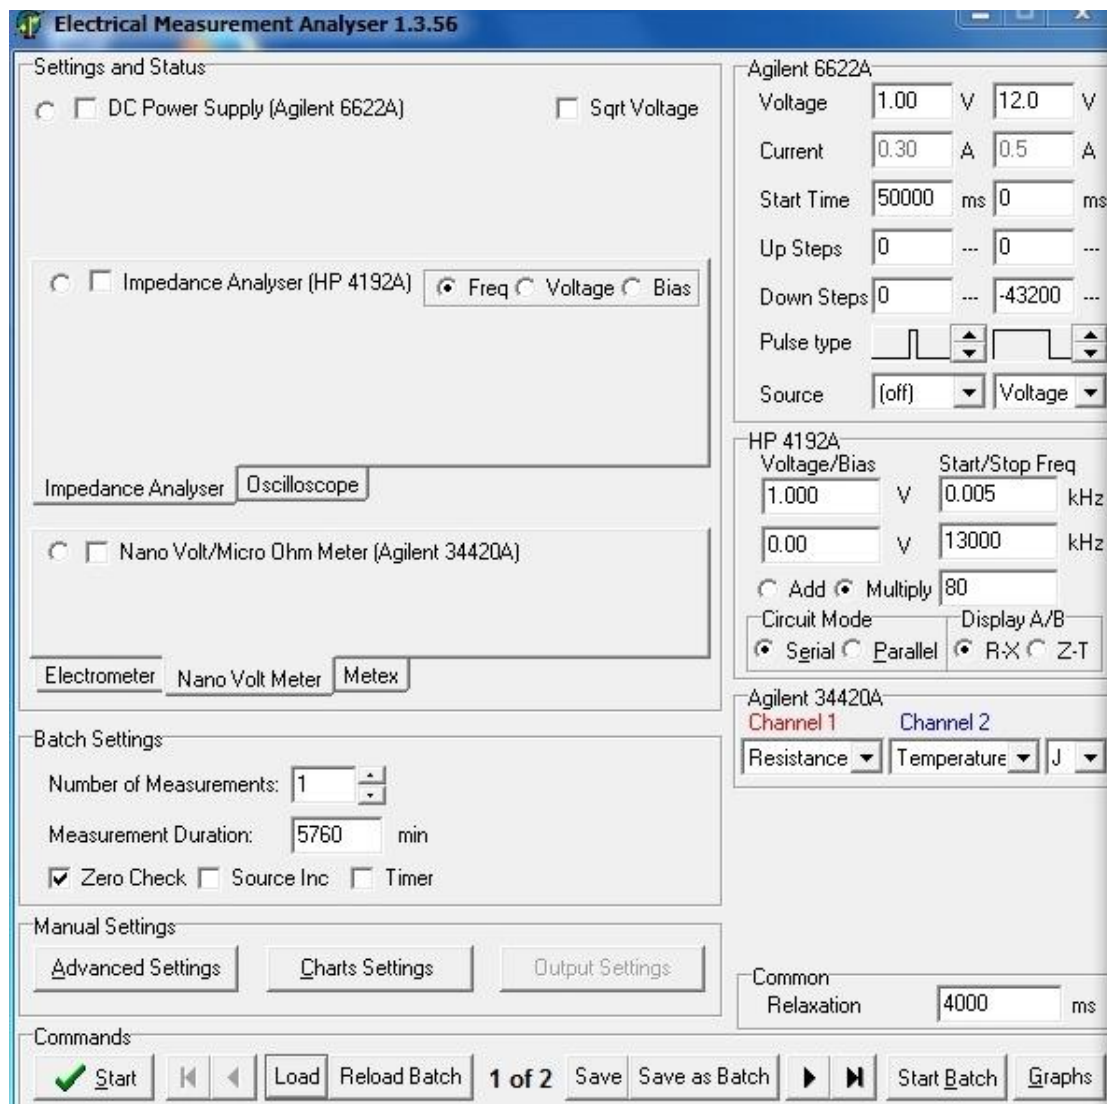 Electrical Measurement Analyser 1.3.56
Settings and Status
DC Power Supply (Agilent 6622A) Sqrt Voltage
Impedance Analyser (HP 4192A) Freq Voltage Bias
Impedance Analyser Oscilloscope
Nano Volt/Micro Ohm Meter (Agilent 34420A)
Electrometer Nano Volt Meter Metex
Batch Settings
Number of Measurements: 1
Measurement Duration: 5760 min
Zero Check Source Inc Timer
Manual Settings
Advanced Settings Charts Settings Output Settings
Agilent 6622A
Voltage 1.00 V 12.0 V
Current 0.30 A 0.5 A
Start Time 50000 ms 0 ms
Up Steps 0 --- 0 ---
Down Steps 0 --- -43200 ---
Pulse type
Source (off) Voltage
HP 4192A
Voltage/Bias Start/Stop Freq
1.000 V 0.005 kHz
0.00 V 13000 kHz
Add Multiply 80
Circuit Mode Display A/B
Serial Parallel R-X Z-T
Agilent 34420A
Channel 1 Channel 2
Resistance Temperature J
Common
Relaxation 4000 ms
Commands
Start Load Reload Batch 1 of 2 Save Save as Batch Start Batch Graphs